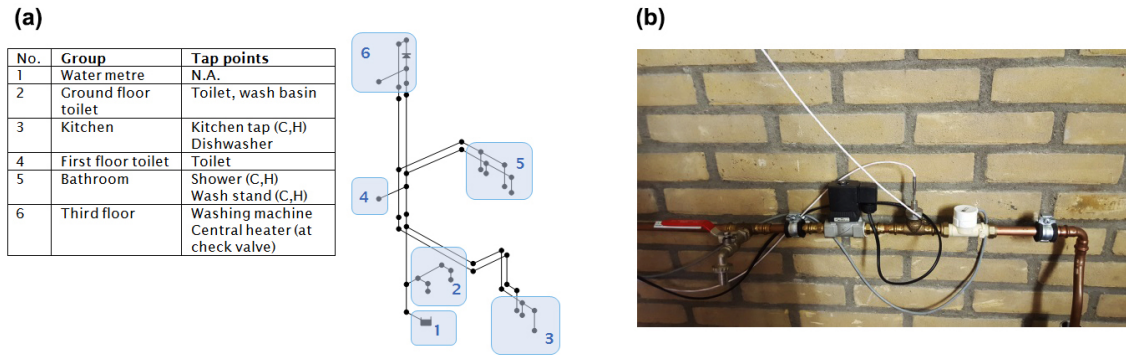 (a)
No. Group Tap points
1 Water metre N.A.
2 Ground floor toilet Toilet, wash basin
3 Kitchen Kitchen tap (C,H) Dishwasher
4 First floor toilet Toilet
5 Bathroom Shower (C,H) Wash stand (C,H)
6 Third floor Washing machine Central heater (at check valve)
6
5
4
2
1
3
(b)